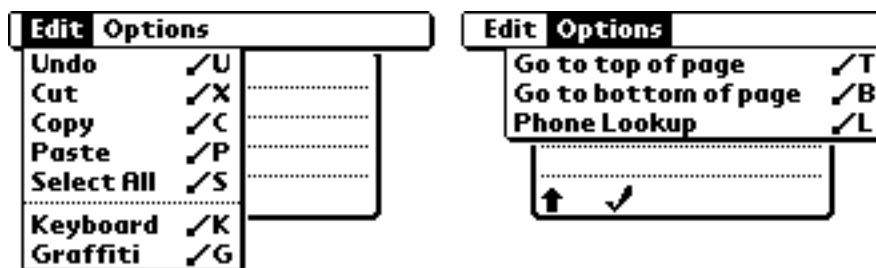 Edit Options
Undo /U
Cut /X
Copy /C
Paste /P
Select All /S
Keyboard /K
Graffiti /G
Edit Options
Go to top of page /T
Go to bottom of page /B
Phone Lookup /L